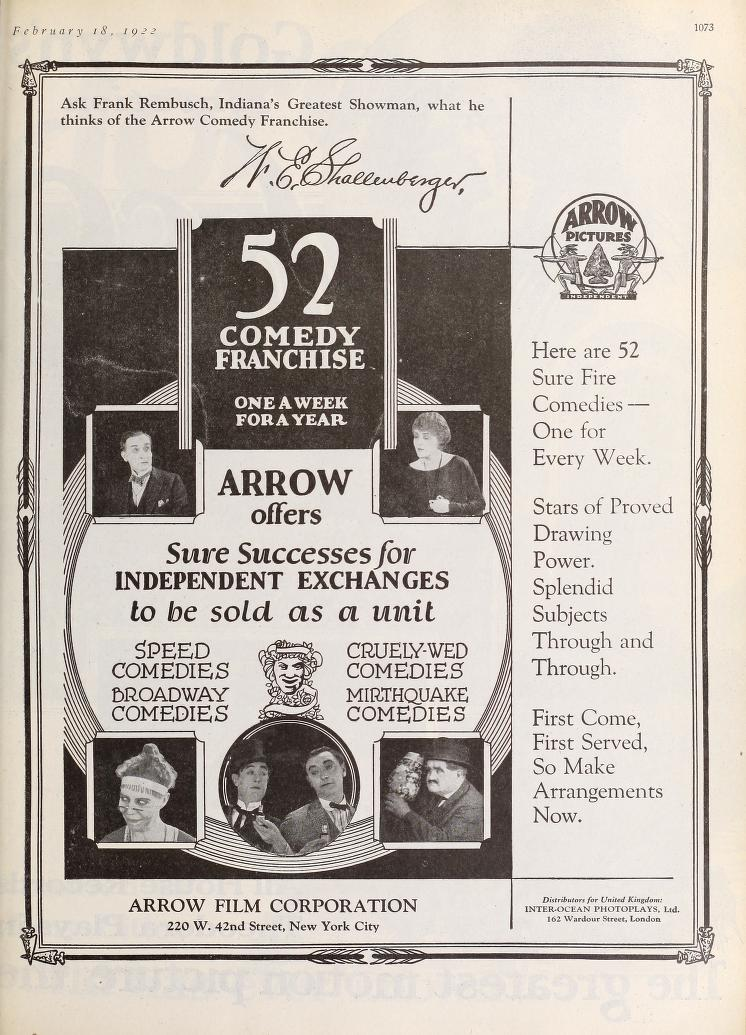 February 18, 1922
1073
Ask Frank Rembusch, Indiana's Greatest Showman, what he
thinks of the Arrow Comedy Franchise.
W. E. Shallenberger,
ARROW
PICTURES
INDEPENDENT
52
COMEDY
FRANCHISE
ONE A WEEK
FOR A YEAR
ARROW
offers
Sure Successes for
INDEPENDENT EXCHANGES
to be sold as a unit
SPEED
COMEDIES
BROADWAY
COMEDIES
CRUELY-WED
COMEDIES
MIRTHQUAKE
COMEDIES
Here are 52
Sure Fire
Comedies —
One for
Every Week.
Stars of Proved
Drawing
Power.
Splendid
Subjects
Through and
Through.
First Come,
First Served,
So Make
Arrangements
Now.
ARROW FILM CORPORATION
220 W. 42nd Street, New York City
Distributors for United Kingdom:
INTER-OCEAN PHOTOPLAYS, Ltd.
162 Wardour Street, London